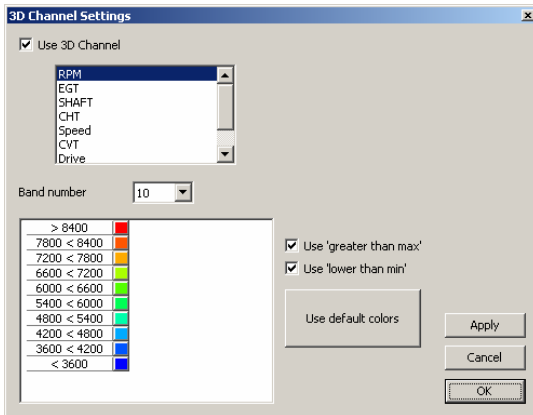 3D Channel Settings
Use 3D Channel
RPM
EGT
SHAFT
CHT
Speed
CVT
Drive
Band number 10
> 8400
7800 < 8400
7200 < 7800
6600 < 7200
6000 < 6600
5400 < 6000
4800 < 5400
4200 < 4800
3600 < 4200
< 3600
Use 'greater than max'
Use 'lower than min'
Use default colors
Apply
Cancel
OK